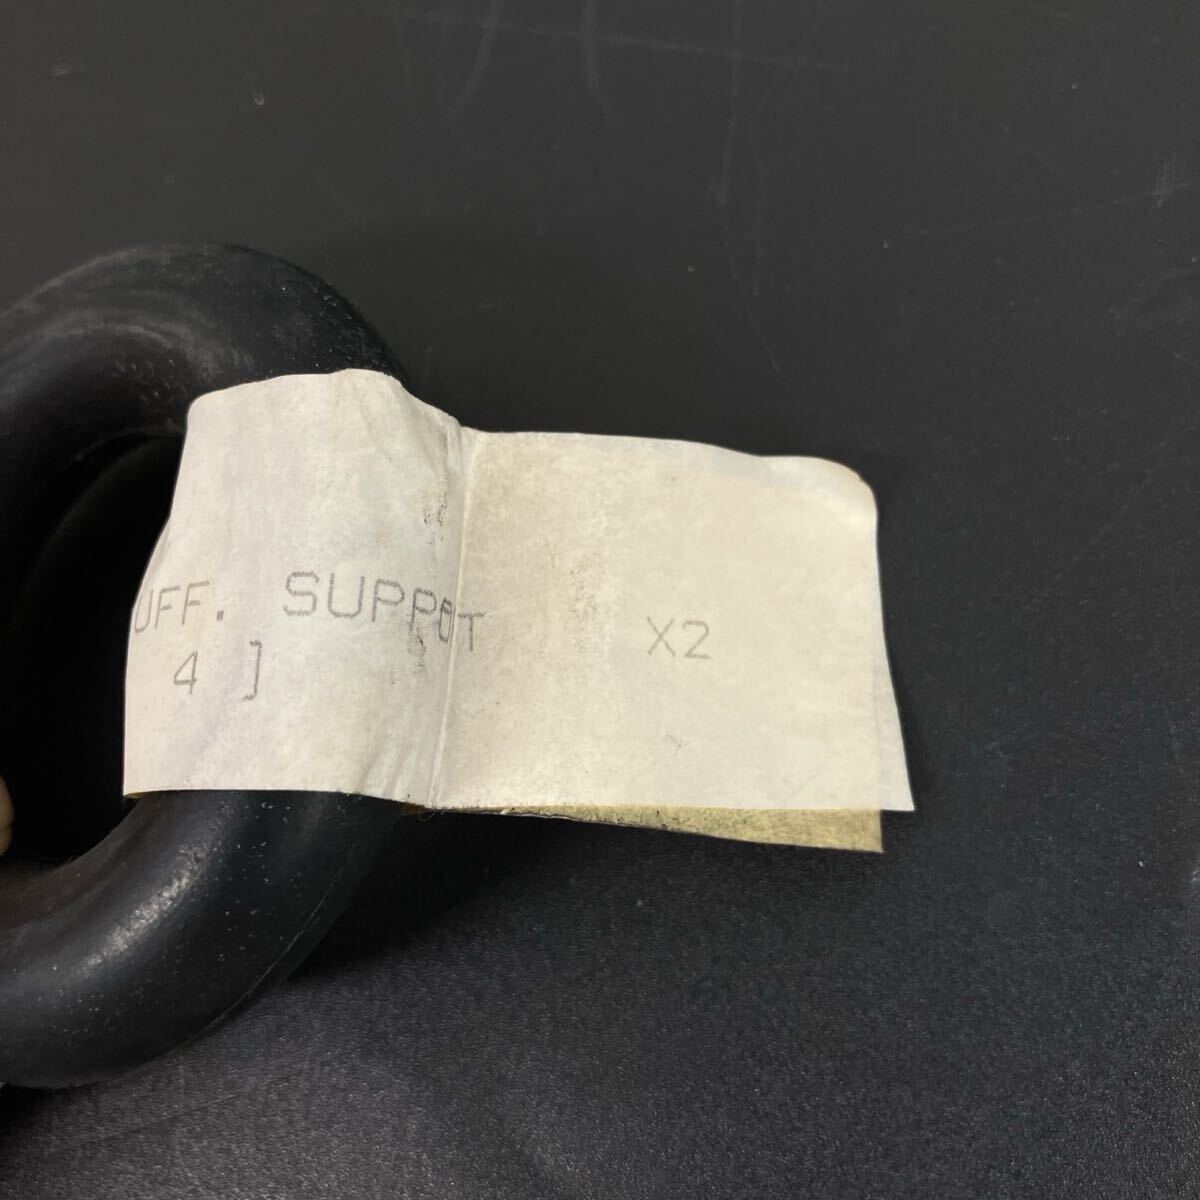 UFF. SUPPOT X2
4 ]